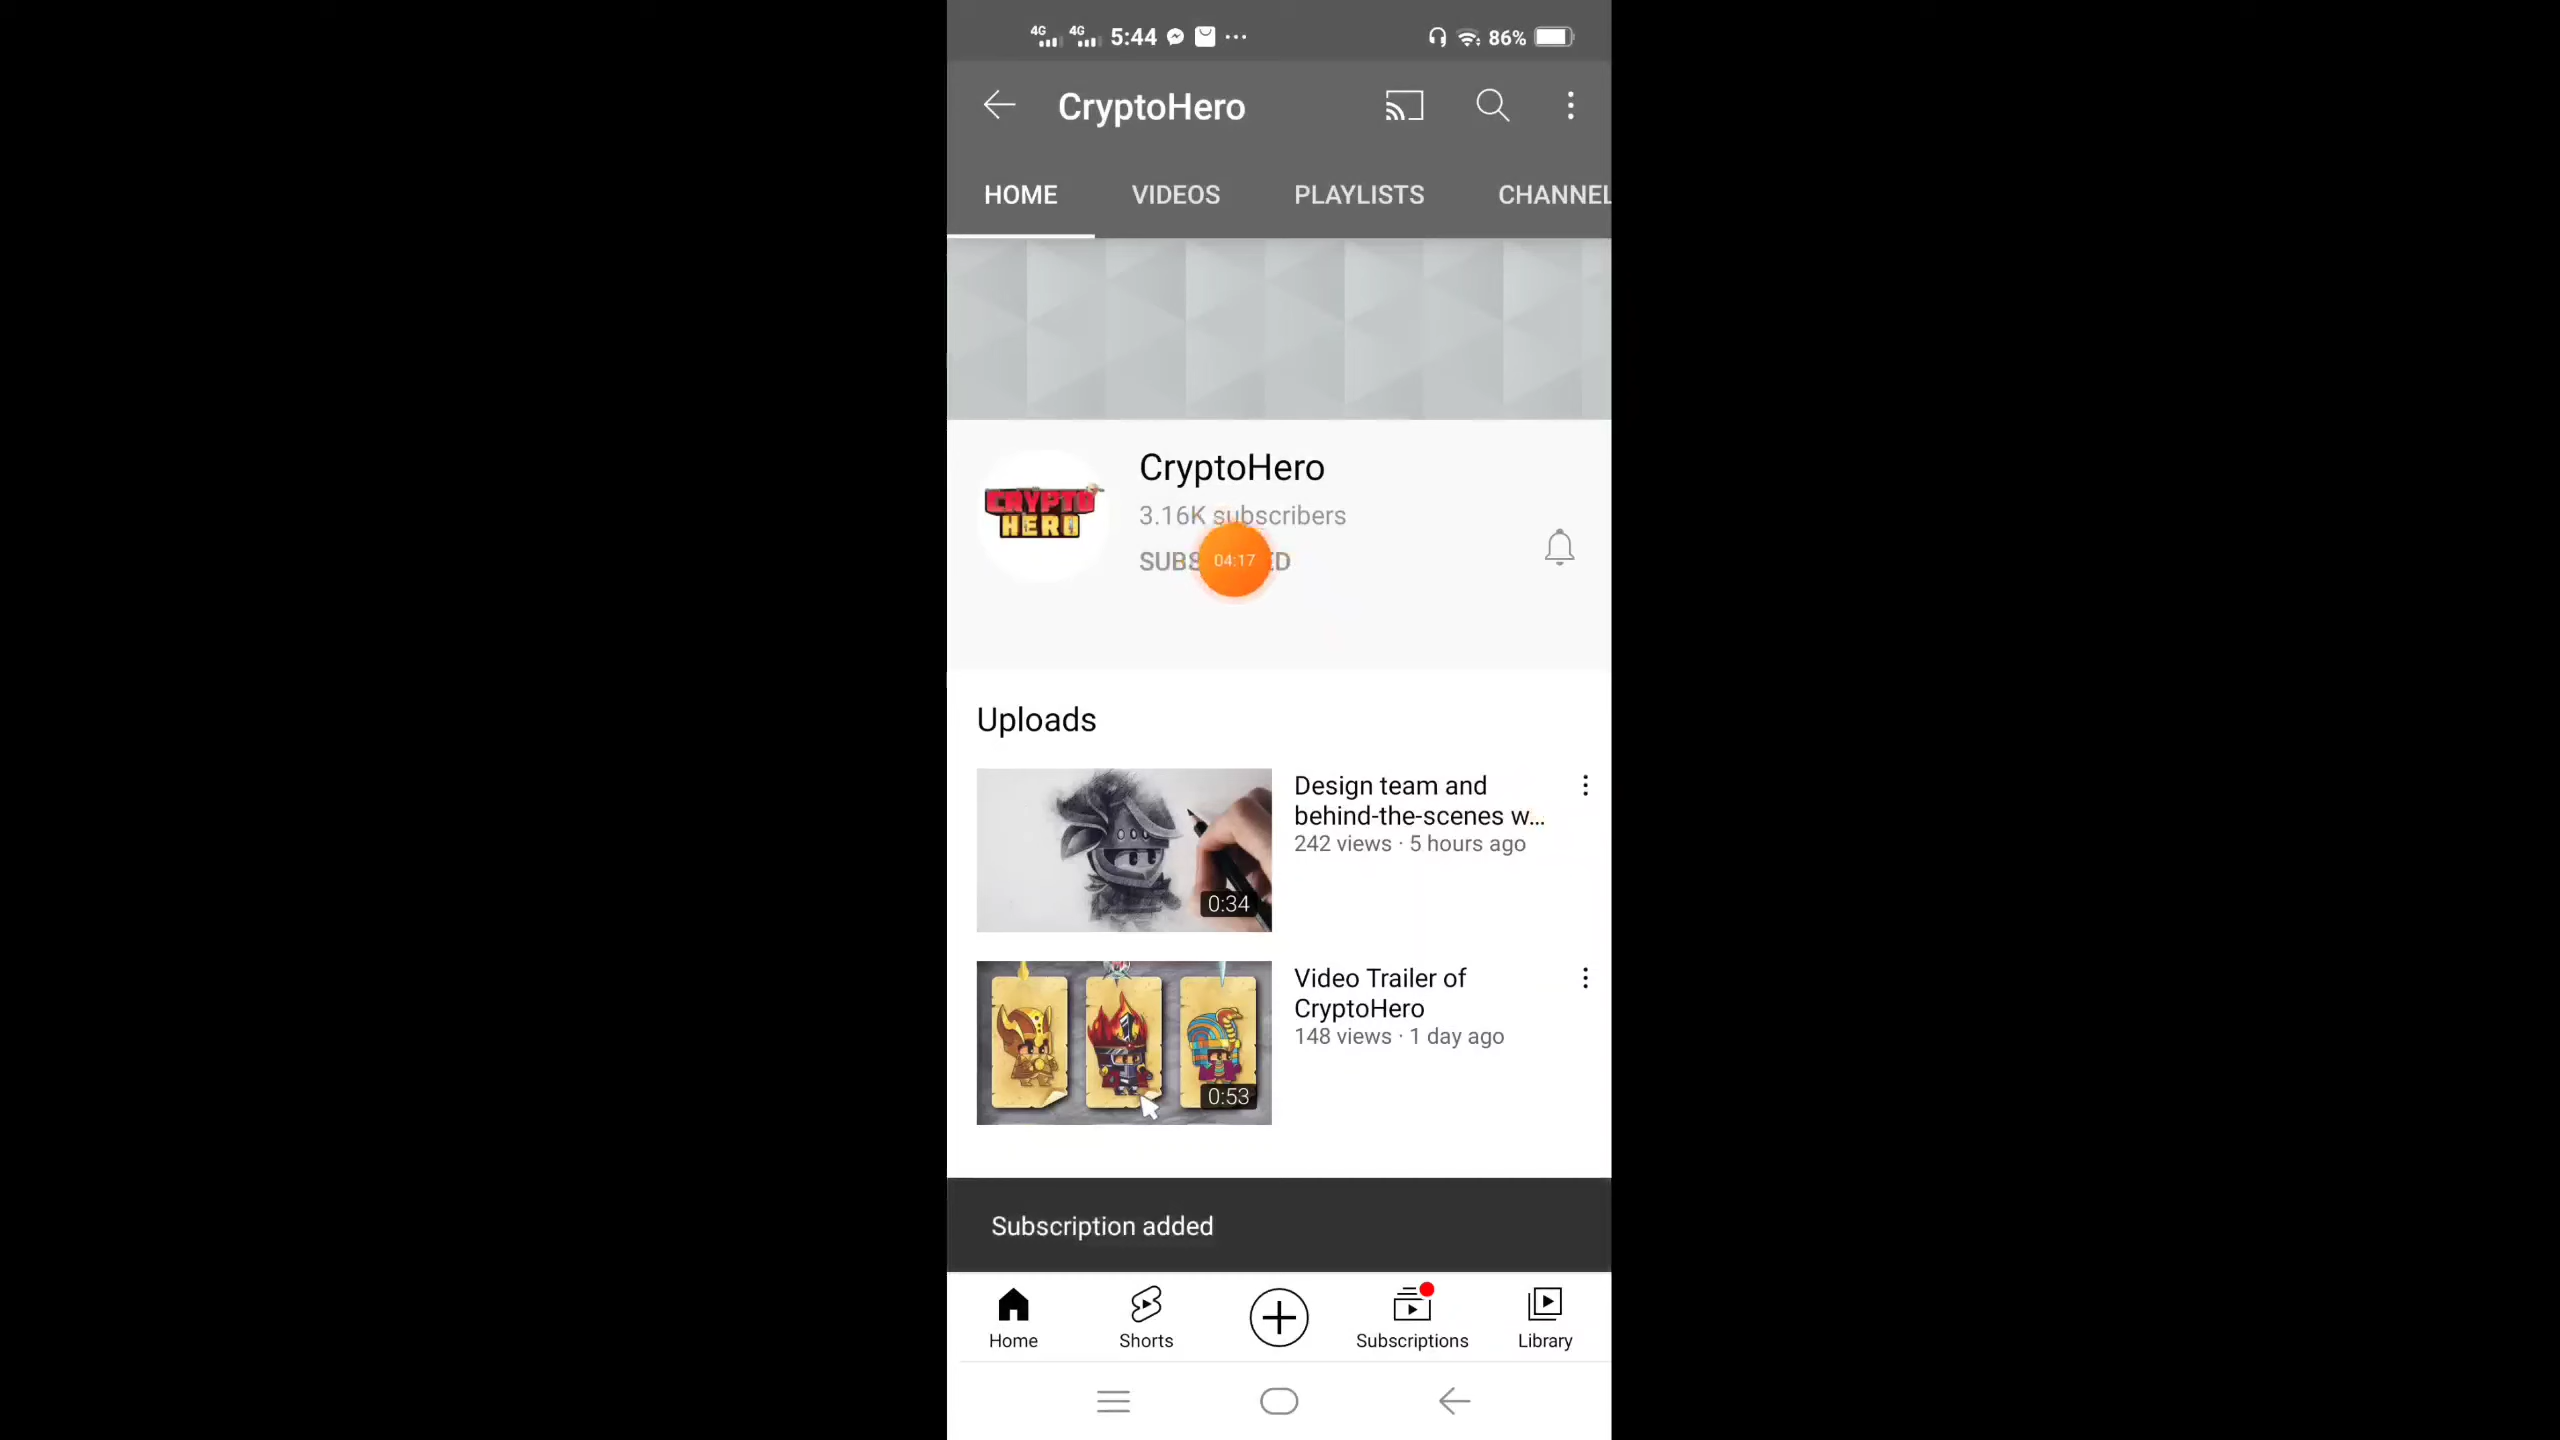 4G 4G 5:44 ... 86%
CryptoHero
HOME VIDEOS PLAYLISTS CHANNEL
CRYPTO
HERO
CryptoHero
3.16K subscribers
04:17
Uploads
Design team and
behind-the-scenes w...
242 views · 5 hours ago
0:34
Video Trailer of
CryptoHero
148 views · 1 day ago
0:53
Subscription added
Home Shorts Subscriptions Library